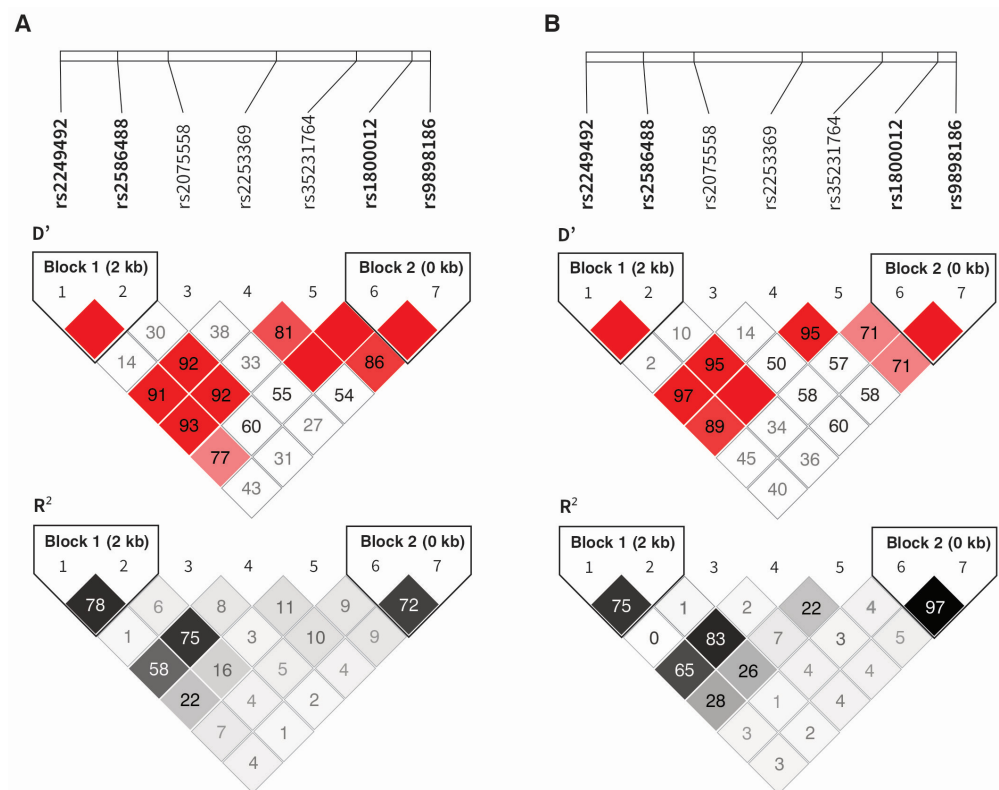 A
B
rs2249492
rs2586488
rs2075558
rs2253369
rs35231764
rs1800012
rs9898186
rs2249492
rs2586488
rs2075558
rs2253369
rs35231764
rs1800012
rs9898186
D’
Block 1 (2 kb)
Block 2 (0 kb)
1 2 3 4 5 6 7
30 38 81
14 92 33 86
91 92 55 54
93 60 27
77 31
43
D’
Block 1 (2 kb)
Block 2 (0 kb)
1 2 3 4 5 6 7
10 14 95 71
2 95 50 57 71
97 58 58
89 34 60
45 36
40
R²
Block 1 (2 kb)
Block 2 (0 kb)
1 2 3 4 5 6 7
78 6 8 11 9 72
1 75 3 10 9
58 16 5 4
22 4 2
7 1
4
R²
Block 1 (2 kb)
Block 2 (0 kb)
1 2 3 4 5 6 7
75 1 2 22 4 97
0 83 7 3 5
65 26 4 4
28 1 4
3 2
3